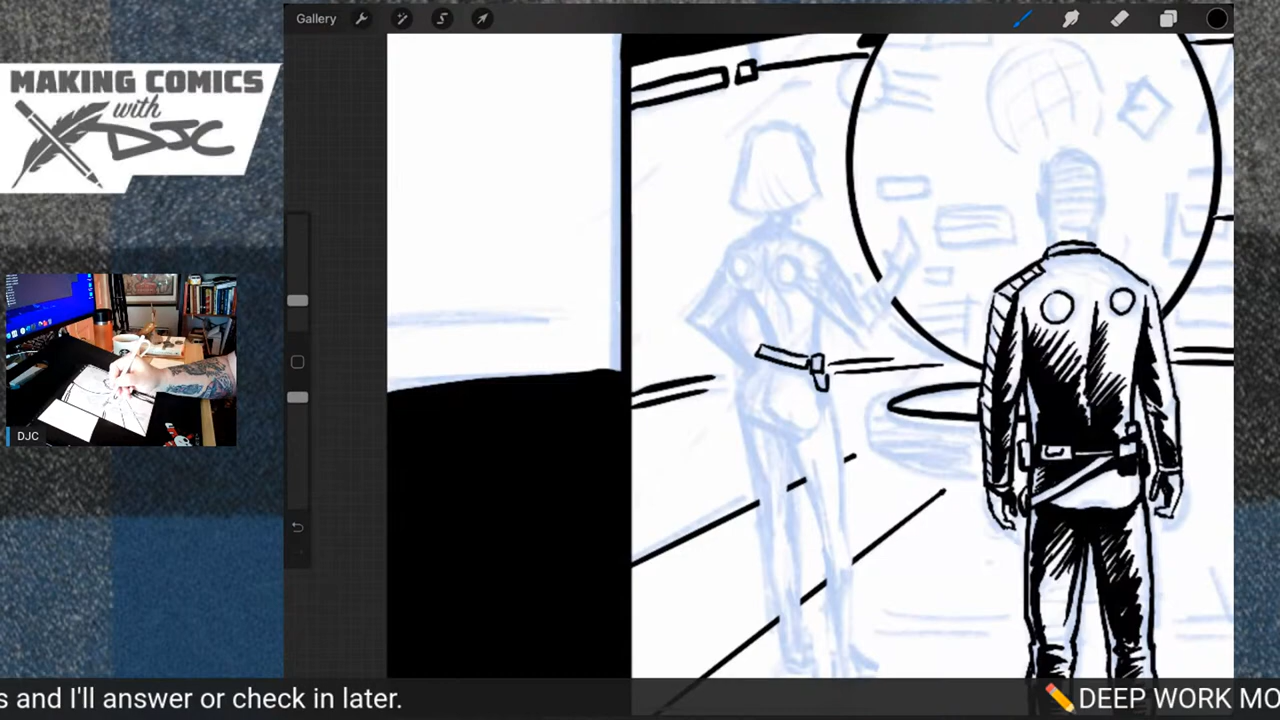 Gallery
MAKING COMICS
with
DJC
DJC
s and I'll answer or check in later.
✏️DEEP WORK MO